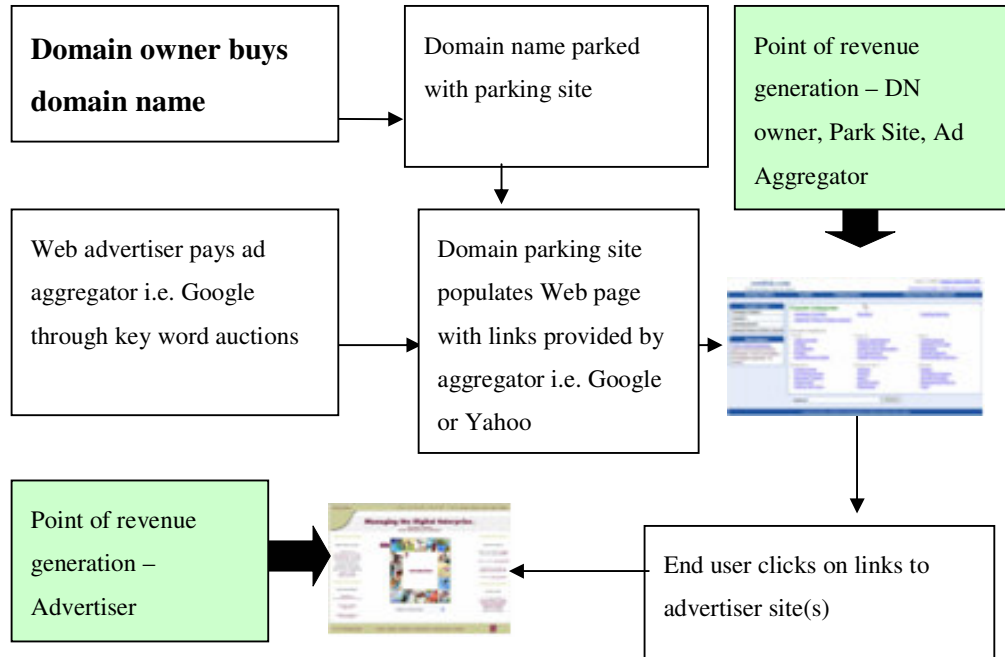 Domain owner buys
domain name
Domain name parked
with parking site
Point of revenue
generation – DN
owner, Park Site, Ad
Aggregator
Web advertiser pays ad
aggregator i.e. Google
through key word auctions
Domain parking site
populates Web page
with links provided by
aggregator i.e. Google
or Yahoo
Point of revenue
generation –
Advertiser
Managing the Digital Enterprise
End user clicks on links to
advertiser site(s)